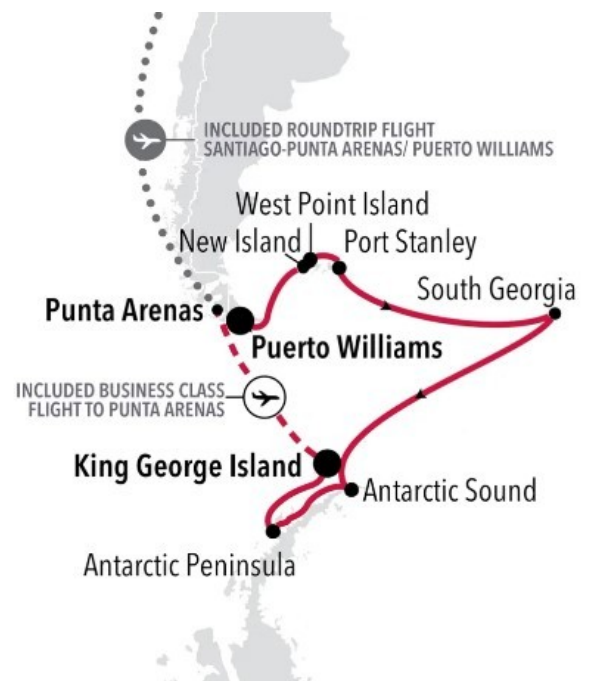 INCLUDED ROUNDTRIP FLIGHT
SANTIAGO-PUNTA ARENAS/ PUERTO WILLIAMS
West Point Island
New Island
Port Stanley
South Georgia
Punta Arenas
Puerto Williams
INCLUDED BUSINESS CLASS
FLIGHT TO PUNTA ARENAS
King George Island
Antarctic Sound
Antarctic Peninsula